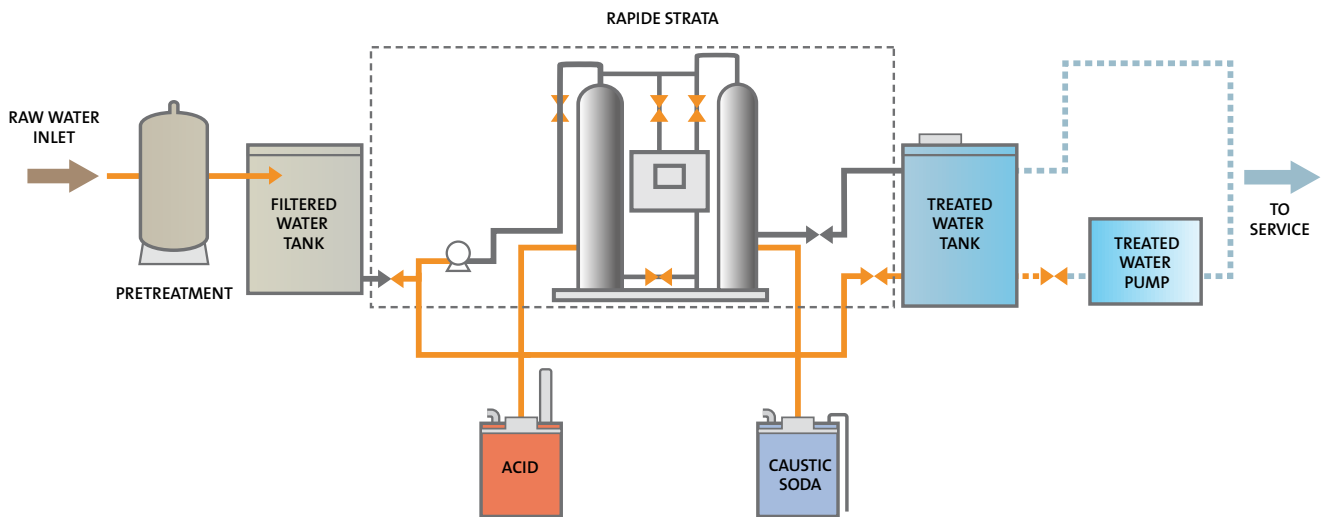 RAPIDE STRATA
RAW WATER
INLET
PRETREATMENT
FILTERED
WATER
TANK
TREATED
WATER
TANK
TREATED
WATER
PUMP
TO
SERVICE
ACID
CAUSTIC
SODA